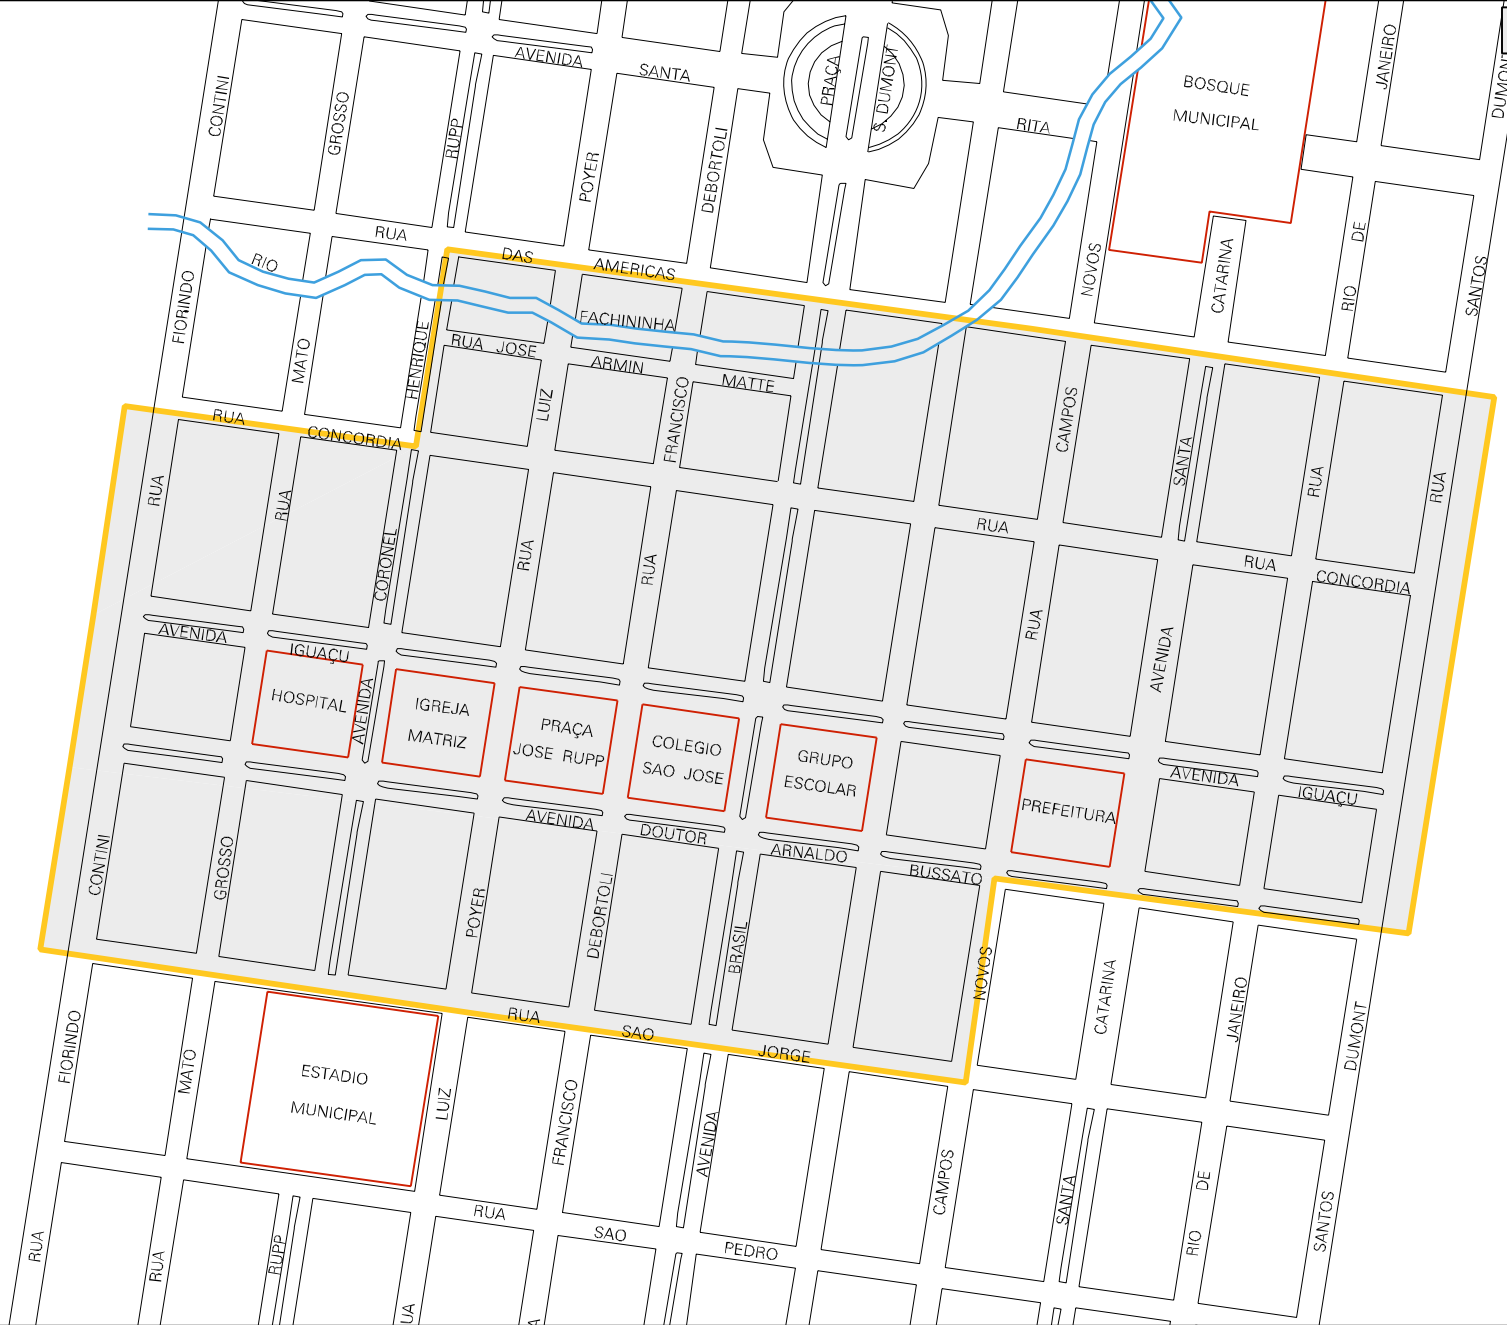 AVENIDA
SANTA
RITA
PRAÇA
S. DUMONT
BOSQUE
MUNICIPAL
JANEIRO
DUMONT
CONTINI
GROSSO
RUPP
POYER
DEBORTOLI
NOVOS
CATARINA
DE
RIO
SANTOS
RUA
DAS
AMERICAS
RIO
FACHININHA
FIORINDO
MATO
HENRIQUE
RUA JOSE
ARMIN
MATTE
LUIZ
FRANCISCO
CAMPOS
SANTA
RUA
RUA
RUA
CONCORDIA
RUA
RUA
CORONEL
RUA
RUA
RUA
RUA
CONCORDIA
RUA
AVENIDA
AVENIDA
IGUAÇU
AVENIDA
HOSPITAL
IGREJA
MATRIZ
PRAÇA
JOSE RUPP
COLEGIO
SAO JOSE
GRUPO
ESCOLAR
PREFEITURA
AVENIDA
IGUAÇU
AVENIDA
DOUTOR
ARNALDO
BUSSATO
CONTINI
GROSSO
POYER
DEBORTOLI
BRASIL
NOVOS
CATARINA
JANEIRO
DUMONT
RUA
SAO
JORGE
FIORINDO
MATO
ESTADIO
MUNICIPAL
LUIZ
FRANCISCO
AVENIDA
CAMPOS
SANTA
DE
RIO
SANTOS
RUA
SAO
PEDRO
RUA
RUA
RUPP
UA
A